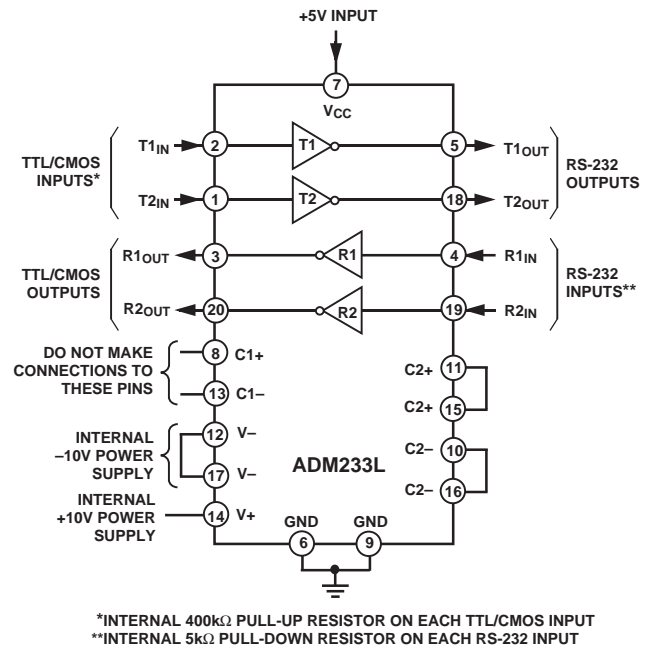 +5V INPUT
7
VCC
TTL/CMOS
INPUTS*
T1IN
2
T1
5
T1OUT
RS-232
OUTPUTS
T2IN
1
T2
18
T2OUT
TTL/CMOS
OUTPUTS
R1OUT
3
R1
4
R1IN
RS-232
INPUTS**
R2OUT
20
R2
19
R2IN
DO NOT MAKE
CONNECTIONS TO
THESE PINS
8
C1+
13
C1–
11
C2+
15
C2+
INTERNAL
–10V POWER
SUPPLY
12
V–
17
V–
ADM233L
10
C2–
16
C2–
INTERNAL
+10V POWER
SUPPLY
14
V+
GND
6
GND
9
*INTERNAL 400kΩ PULL-UP RESISTOR ON EACH TTL/CMOS INPUT
**INTERNAL 5kΩ PULL-DOWN RESISTOR ON EACH RS-232 INPUT